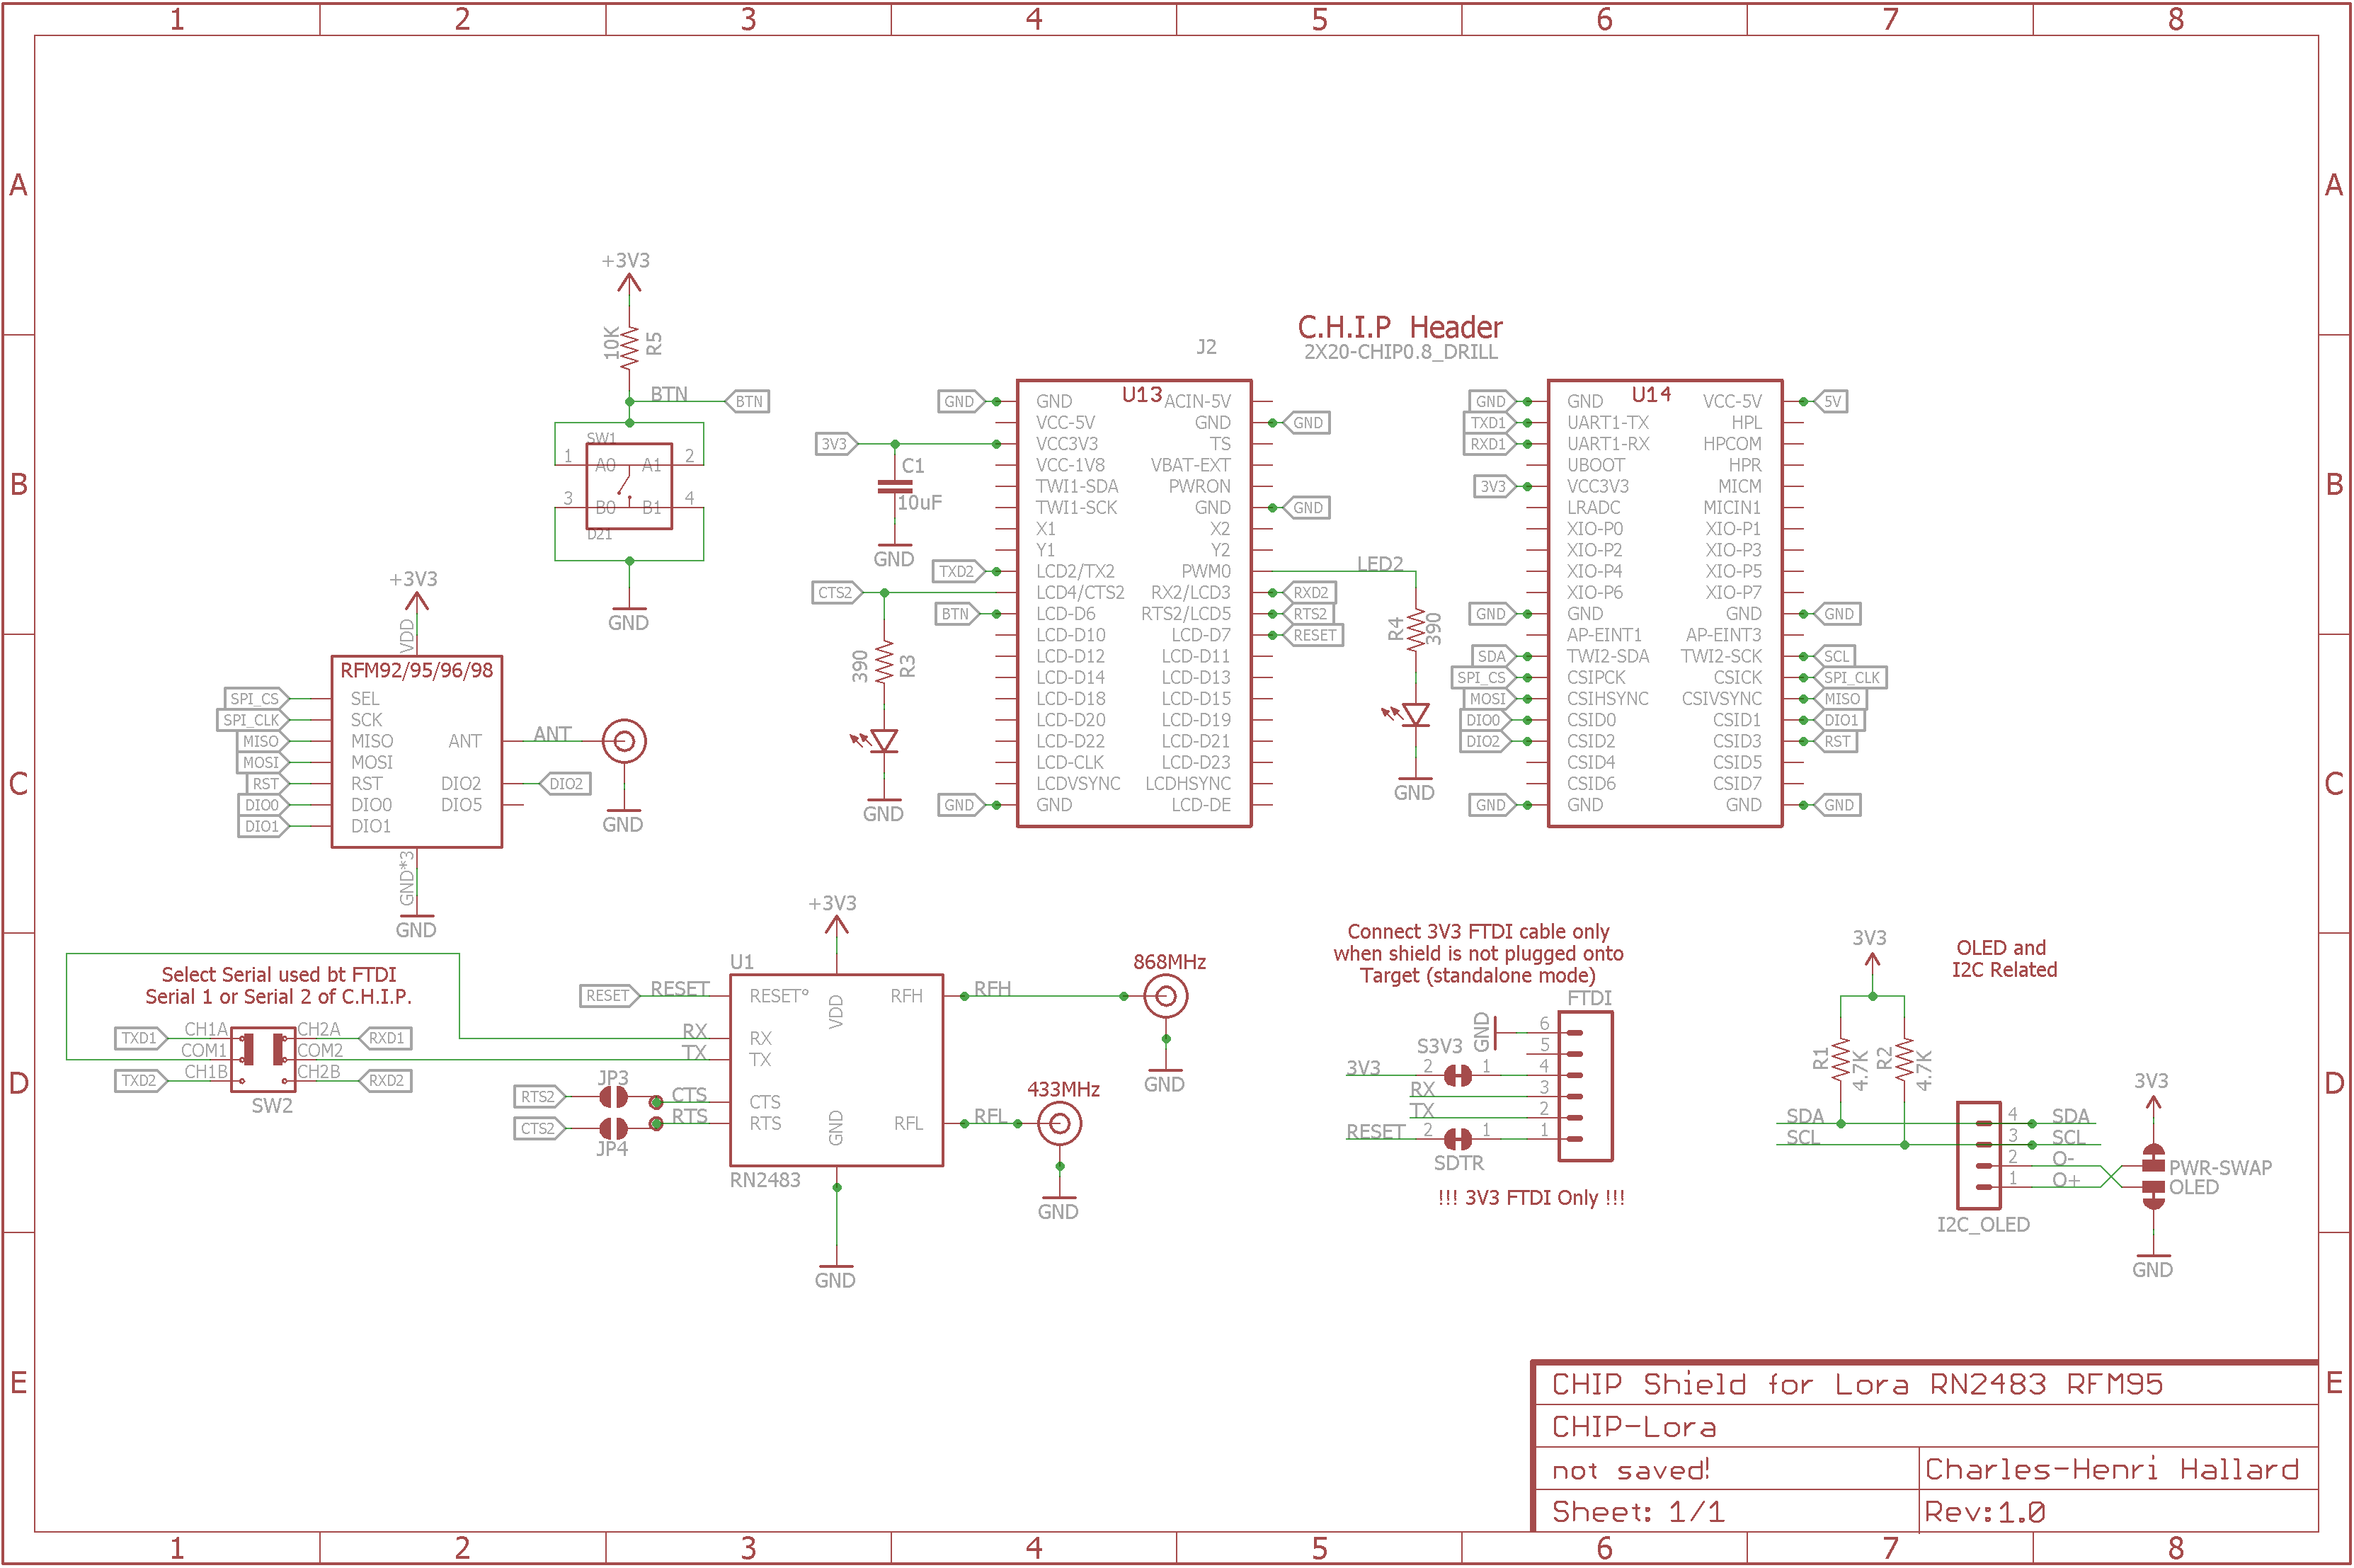 1 2 3 4 5 6 7 8
A A
B B
C C
D D
E E
+3V3
10K
R5
BTN
BTN
SW1
1 A0 A1 2
3 B0 B1 4
D21
GND
+3V3
VDD
RFM92/95/96/98
SPI_CS SEL
SPI_CLK SCK
MISO MISO ANT ANT
MOSI MOSI
RST RST DIO2 DIO2
DIO0 DIO0 DIO5
DIO1 DIO1
GND
GND*3
GND
C.H.I.P Header
2X20-CHIP0.8_DRILL
J2
U13
GND GND ACIN-5V
VCC-5V GND GND
3V3 VCC3V3 TS
VCC-1V8 VBAT-EXT
TWI1-SDA PWRON
TWI1-SCK GND GND
X1 X2
Y1 Y2
TXD2 LCD2/TX2 PWM0 LED2
CTS2 LCD4/CTS2 RX2/LCD3 RXD2
BTN LCD-D6 RTS2/LCD5 RTS2
LCD-D10 LCD-D7 RESET
LCD-D12 LCD-D11
LCD-D14 LCD-D13
LCD-D18 LCD-D15
LCD-D20 LCD-D19
LCD-D22 LCD-D21
LCD-CLK LCD-D23
LCDVSYNC LCDHSYNC
GND GND LCD-DE
C1
10uF
GND
390
R3
GND
R4
390
GND
U14
GND GND VCC-5V 5V
TXD1 UART1-TX HPL
RXD1 UART1-RX HPCOM
UBOOT HPR
3V3 VCC3V3 MICM
LRADC MICIN1
XIO-P0 XIO-P1
XIO-P2 XIO-P3
XIO-P4 XIO-P5
XIO-P6 XIO-P7
GND GND GND GND
AP-EINT1 AP-EINT3
SDA TWI2-SDA TWI2-SCK SCL
SPI_CS CSIPCK CSICK SPI_CLK
MOSI CSIHSYNC CSIVSYNC MISO
DIO0 CSID0 CSID1 DIO1
DIO2 CSID2 CSID3 RST
CSID4 CSID5
CSID6 CSID7
GND GND GND GND
Select Serial used bt FTDI
Serial 1 or Serial 2 of C.H.I.P.
TXD1 CH1A CH2A RXD1
COM1 COM2
TXD2 CH1B CH2B RXD2
SW2
+3V3
U1
RESET RESET RESET° VDD RFH RFH
RX RX
TX TX
JP3
RTS2 CTS CTS
CTS2 RTS RTS GND RFL RFL
JP4
RN2483
GND
868MHz
GND
433MHz
GND
Connect 3V3 FTDI cable only
when shield is not plugged onto
Target (standalone mode)
FTDI
GND 6
5
S3V3
3V3 2 1 4
RX 3
TX 2
RESET 2 1 1
SDTR
!!! 3V3 FTDI Only !!!
3V3
OLED and
I2C Related
R1
4.7K
R2
4.7K
SDA 4 SDA
SCL 3 SCL
2 O-
1 O+
I2C_OLED
3V3
PWR-SWAP
OLED
GND
CHIP Shield for Lora RN2483 RFM95
CHIP-Lora
not saved! Charles-Henri Hallard
Sheet: 1/1 Rev:1.0
1 2 3 4 5 6 7 8